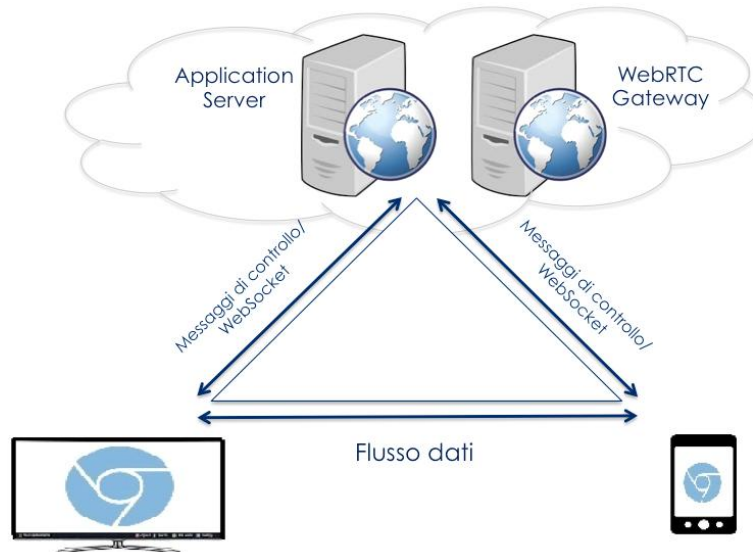 Application
Server
WebRTC
Gateway
Messaggi di controllo/
WebSocket
Messaggi di controllo/
WebSocket
Flusso dati